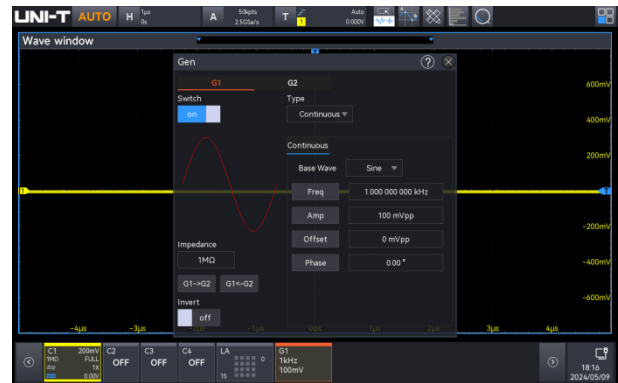 UNI-T AUTO H 1µs 0s A 50kpts 2.5GSa/s T 1 Auto 0.000V
Wave window
Gen ?
G1 G2
Switch Type
on Continuous
Continuous
Base Wave Sine
Freq 1.000 000 000 kHz
Amp 100 mVpp
Offset 0 mVpp
Phase 0.00 °
Impedance
1MΩ
G1->G2 G1<-G2
Invert
off
600mV
400mV
200mV
1 T
-200mV
-400mV
-600mV
-4µs -3µs -2µs -1µs 0ps 1µs 2µs 3µs 4µs
C1 200mV
1MΩ FULL
1X
0.00V
C2 OFF
C3 OFF
C4 OFF
LA 0
15
G1
1kHz
100mV
18:16
2024/05/09